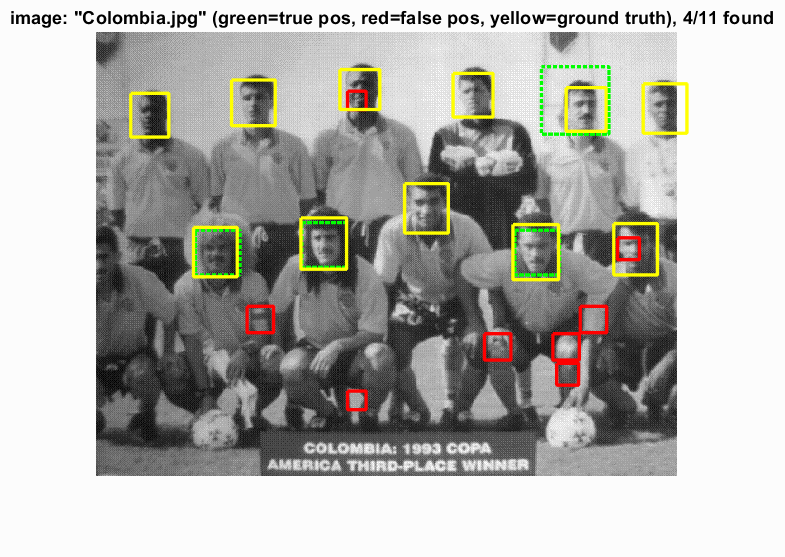 image: "Colombia.jpg" (green=true pos, red=false pos, yellow=ground truth), 4/11 found
COLOMBIA: 1993 COPA
AMERICA THIRD-PLACE WINNER